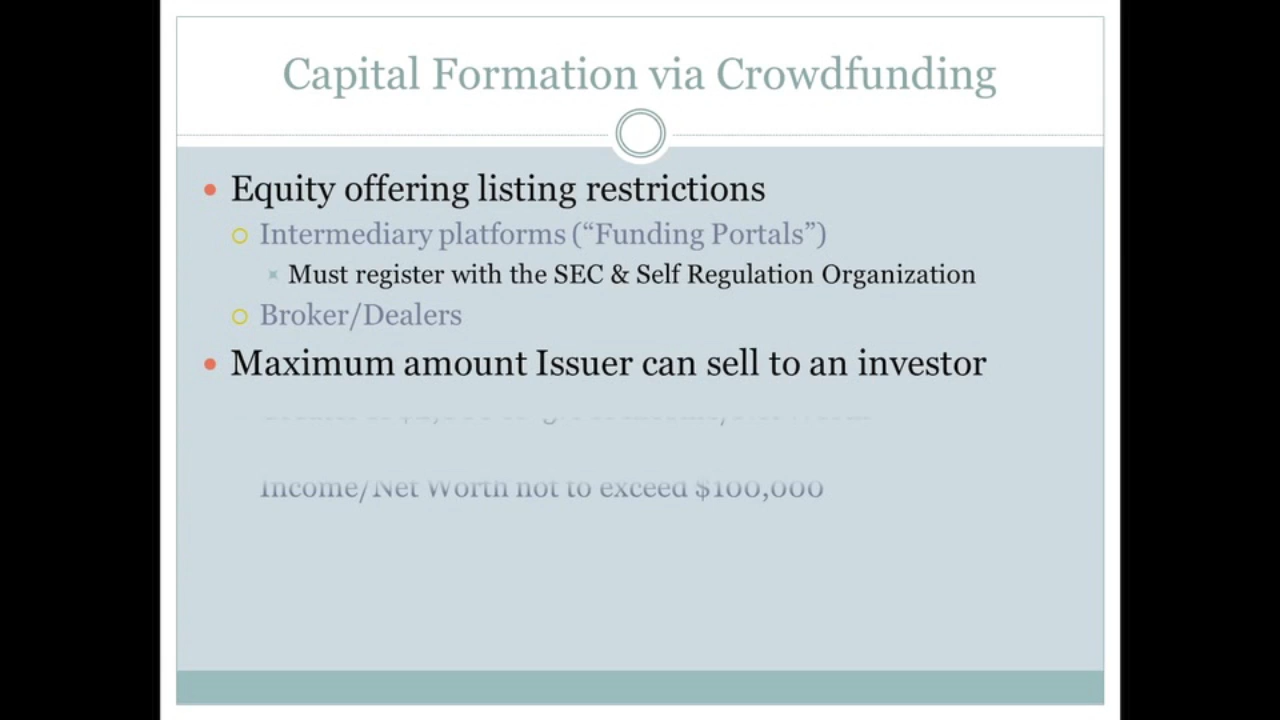 Capital Formation via Crowdfunding
Equity offering listing restrictions
Intermediary platforms (“Funding Portals”)
Must register with the SEC & Self Regulation Organization
Broker/Dealers
Maximum amount Issuer can sell to an investor
Income/Net Worth not to exceed $100,000